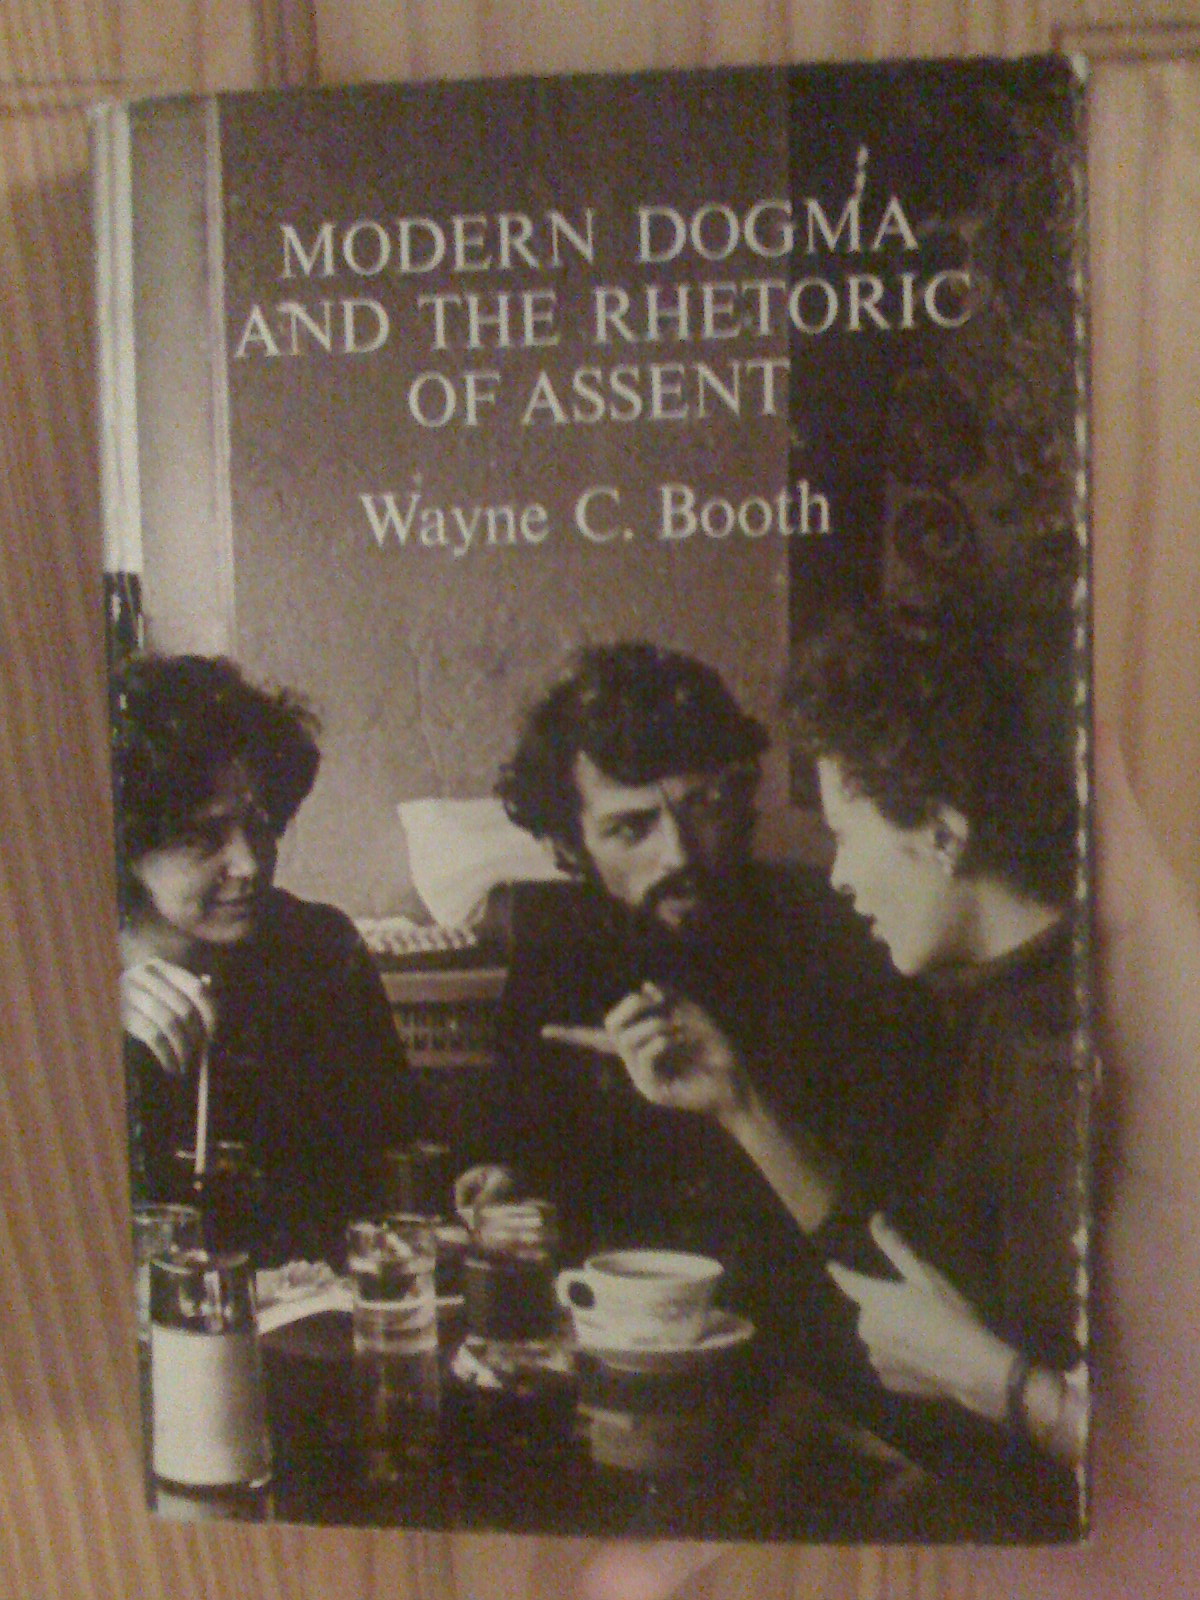 MODERN DOGMA
AND THE RHETORIC
OF ASSENT
Wayne C. Booth